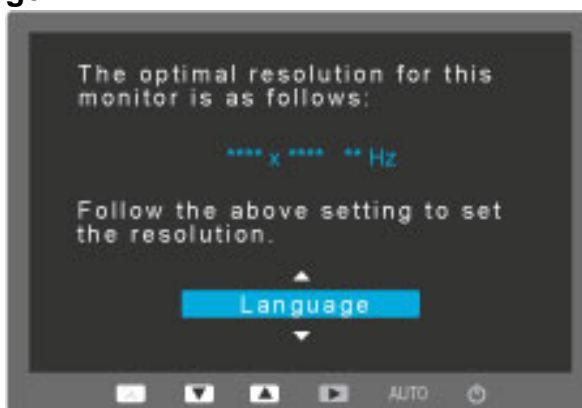 The optimal resolution for this
monitor is as follows:
**** x **** ** Hz
Follow the above setting to set
the resolution.
Language
AUTO